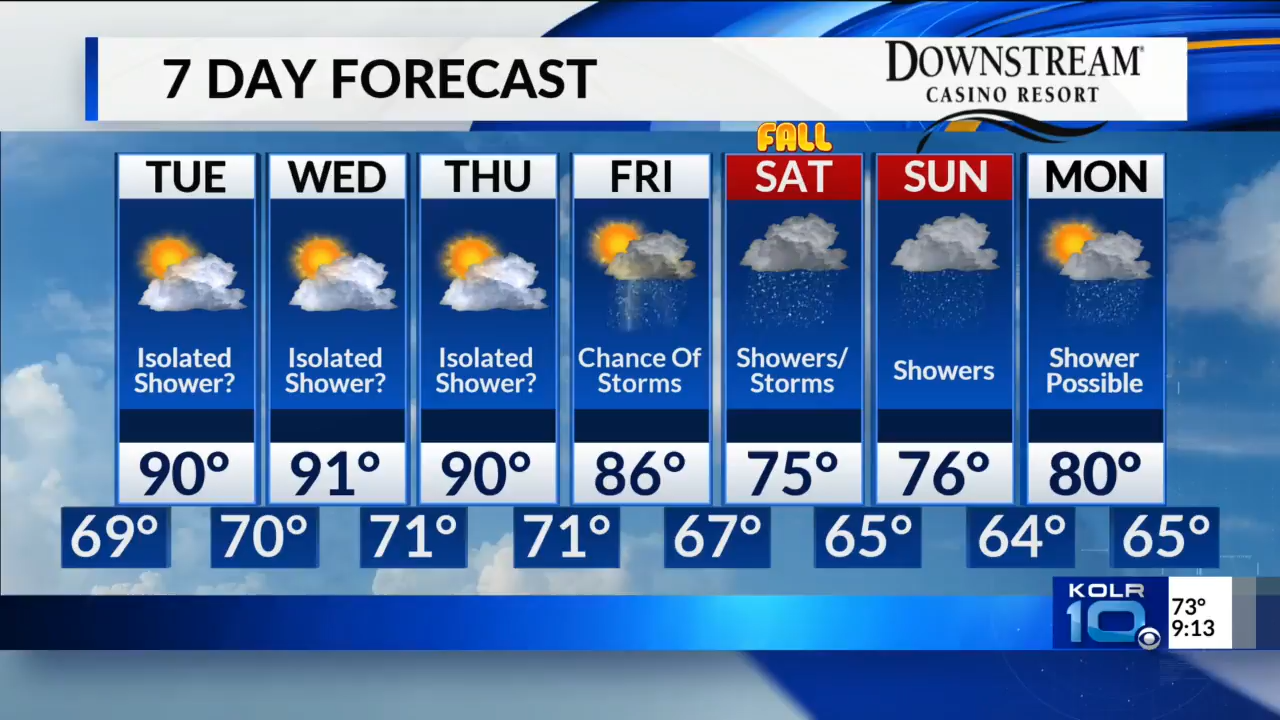 7 DAY FORECAST
DOWNSTREAM®
CASINO RESORT
FALL
TUE WED THU FRI SAT SUN MON
Isolated Shower?
Isolated Shower?
Isolated Shower?
Chance Of Storms
Showers/ Storms
Showers
Shower Possible
90° 91° 90° 86° 75° 76° 80°
69° 70° 71° 71° 67° 65° 64° 65°
KOLR
10
73°
9:13